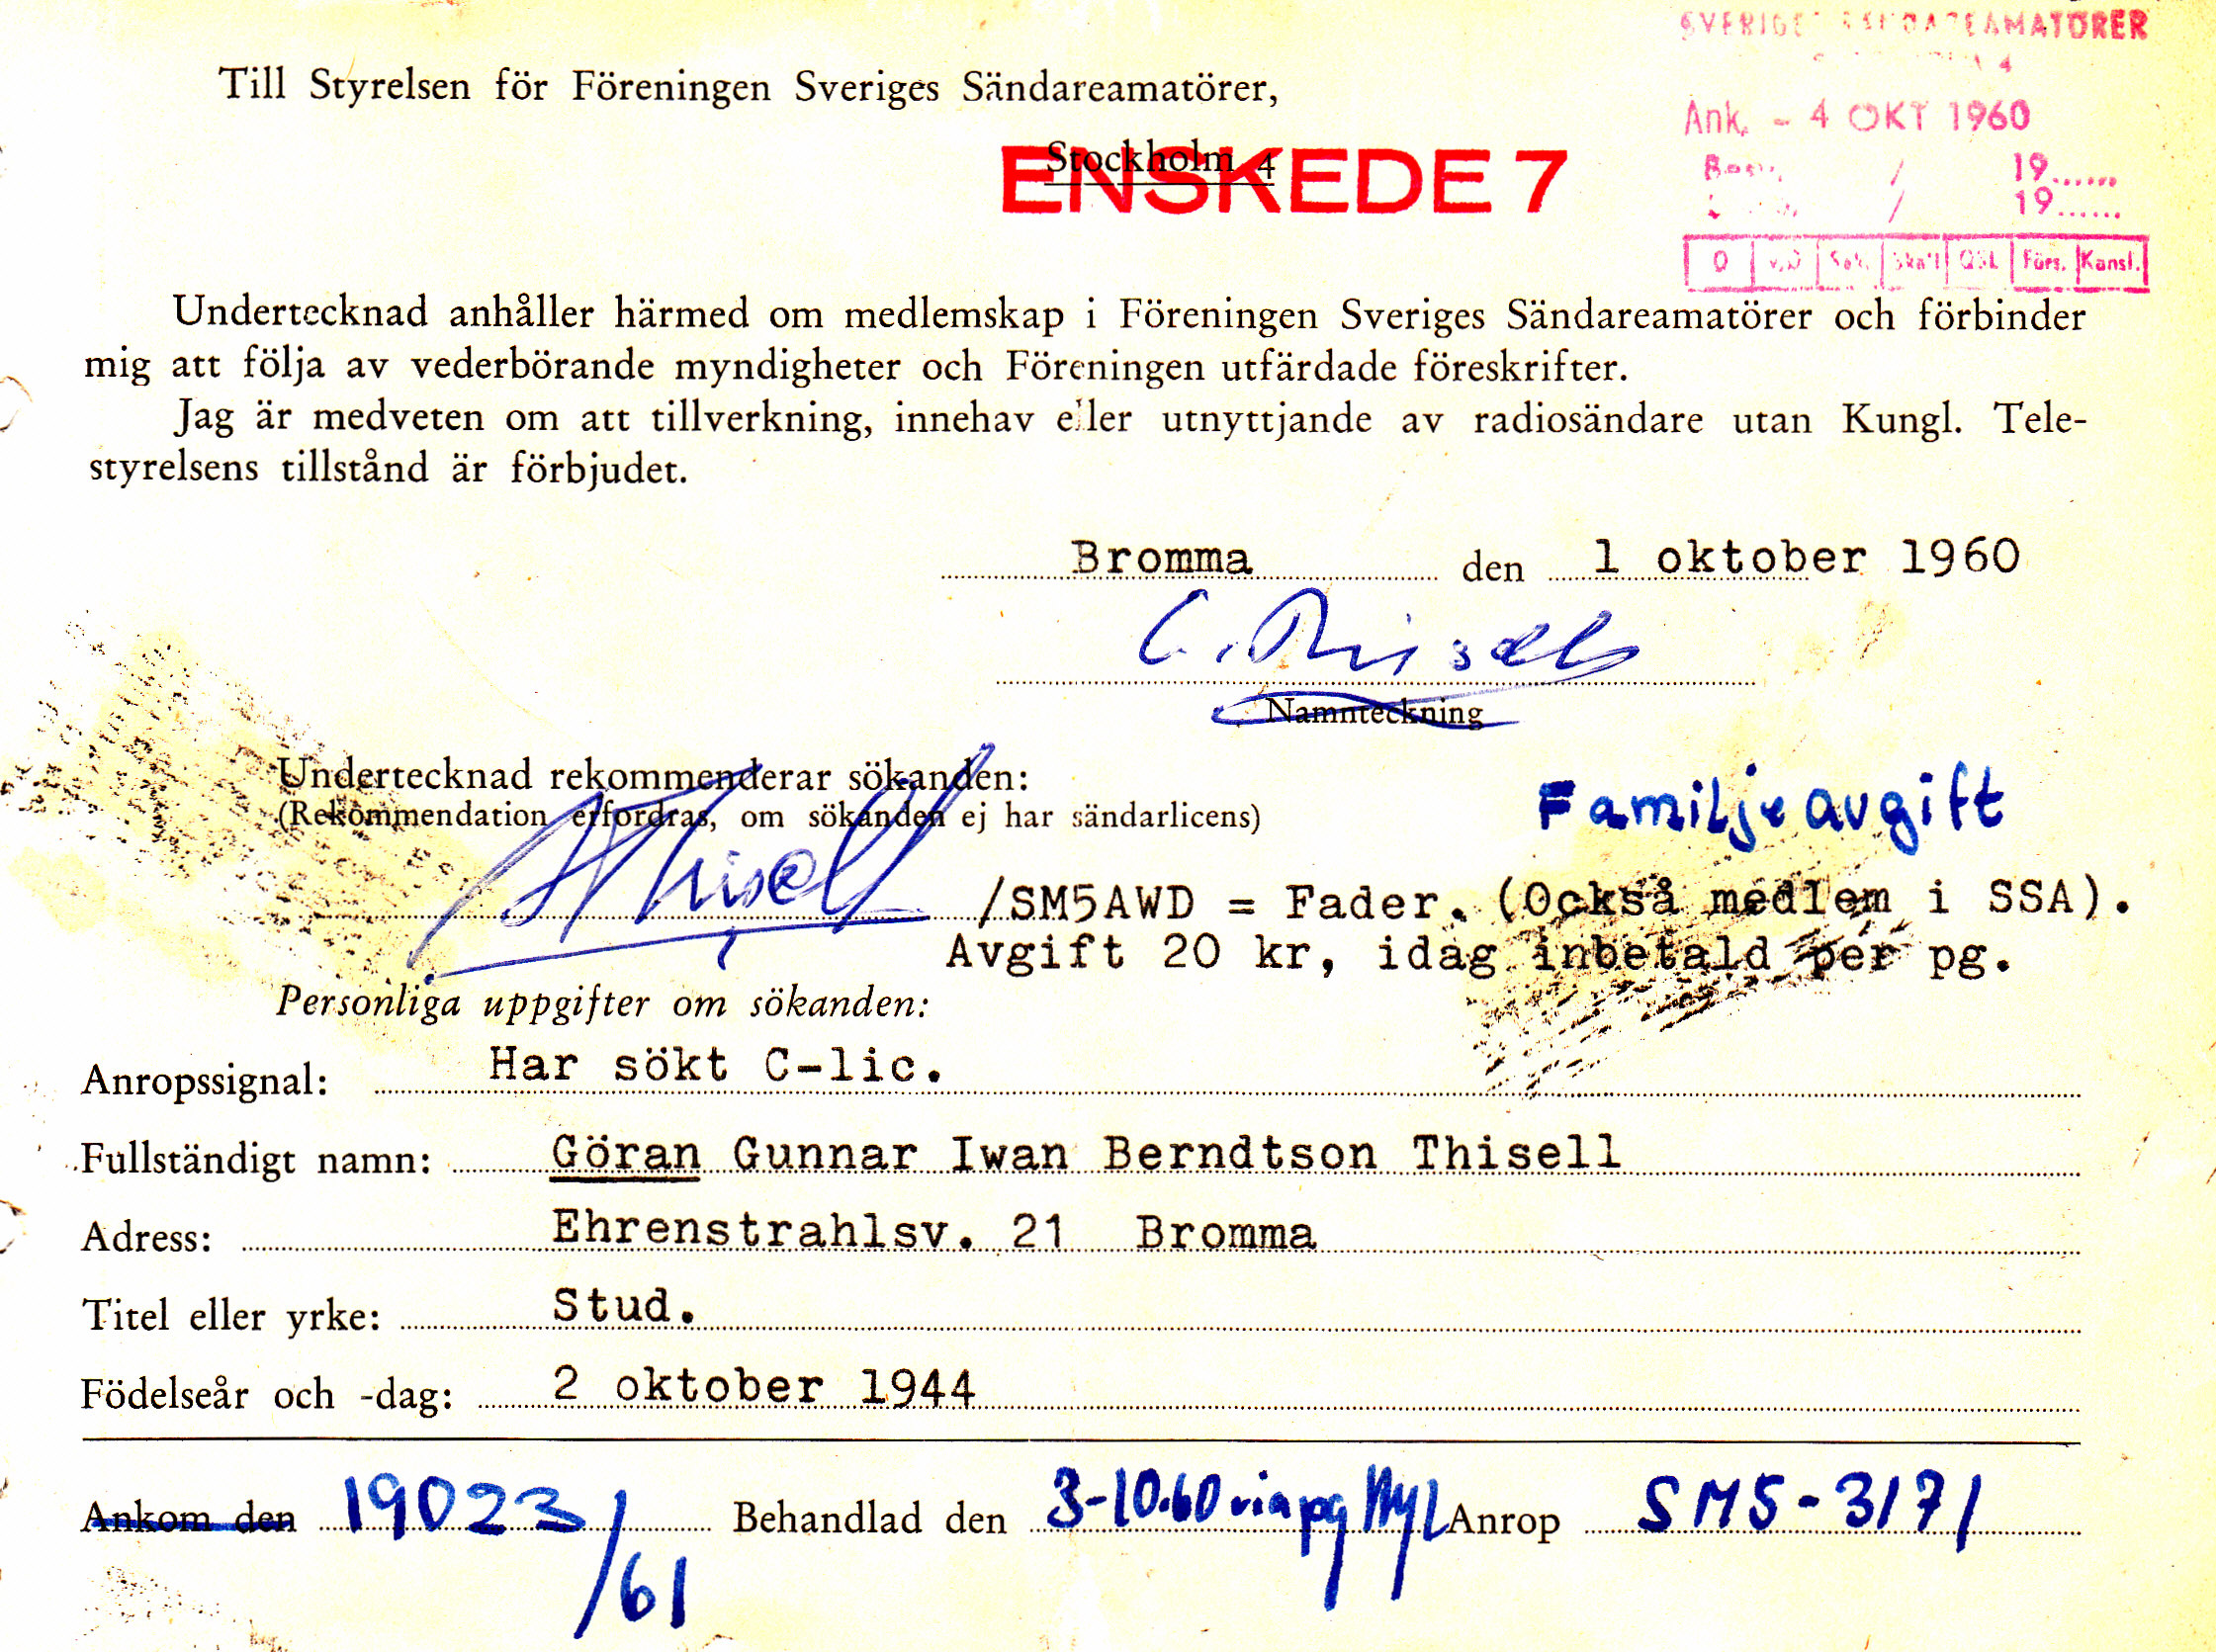 AMATÖRER
4
Till Styrelsen för Föreningen Sveriges Sändareamatörer,
Ank. - 4 OKT 1960
Stockholm 4
ENSKEDE 7
/ 19......
/ 19......
QSL Förs. Kansl.
Undertecknad anhåller härmed om medlemskap i Föreningen Sveriges Sändareamatörer och förbinder
mig att följa av vederbörande myndigheter och Föreningen utfärdade föreskrifter.
Jag är medveten om att tillverkning, innehav eller utnyttjande av radiosändare utan Kungl. Tele-
styrelsens tillstånd är förbjudet.
Bromma den 1 oktober 1960
G. Thisell
Namnteckning
Undertecknad rekommenderar sökanden:
(Rekommendation erfordras, om sökanden ej har sändarlicens)
Familjeavgift
Thisell /SM5AWD = Fader. (Också medlem i SSA).
Avgift 20 kr, idag inbetald per pg.
Personliga uppgifter om sökanden:
Anropssignal: Har sökt C-lic.
Fullständigt namn: Göran Gunnar Iwan Berndtson Thisell
Adress: Ehrenstrahlsv. 21 Bromma
Titel eller yrke: Stud.
Födelseår och -dag: 2 oktober 1944
Ankom den 19023/61 Behandlad den 3-10.60 via pg Anrop SM5-3171